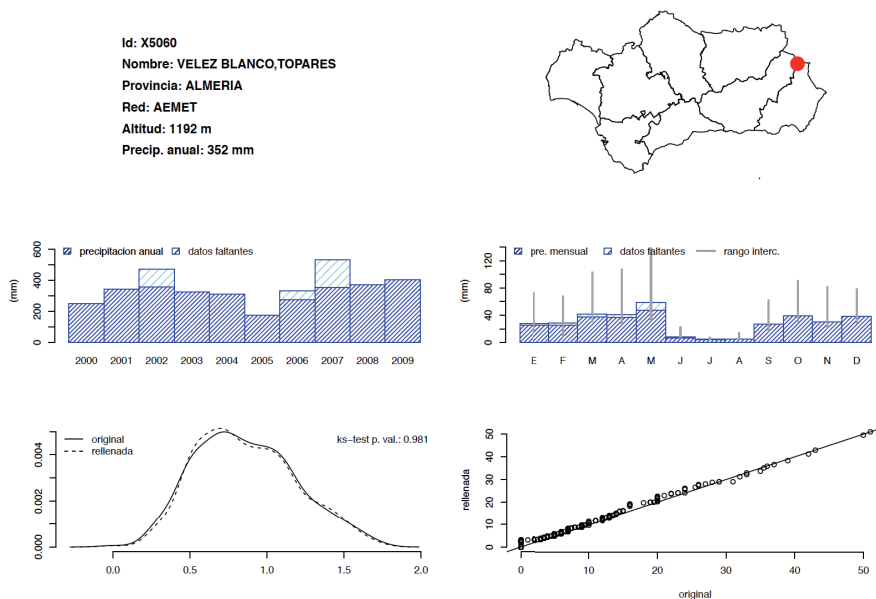 Id: X5060
Nombre: VELEZ BLANCO,TOPARES
Provincia: ALMERIA
Red: AEMET
Altitud: 1192 m
Precip. anual: 352 mm
precipitacion anual datos faltantes
(mm)
0 200 400 600
2000 2001 2002 2003 2004 2005 2006 2007 2008 2009
pre. mensual datos faltantes rango interc.
(mm)
0 40 80 120
E F M A M J J A S O N D
original
rellenada
ks-test p. val.: 0.981
0.000 0.002 0.004
0.0 0.5 1.0 1.5 2.0
rellenada
0 10 20 30 40 50
0 10 20 30 40 50
original